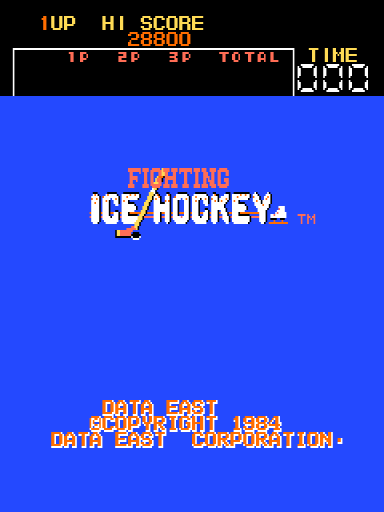 1UP HI SCORE
28800
1P 2P 3P TOTAL TIME
000
FIGHTING
ICE HOCKEY TM
DATA EAST
©COPYRIGHT 1984
DATA EAST CORPORATION.